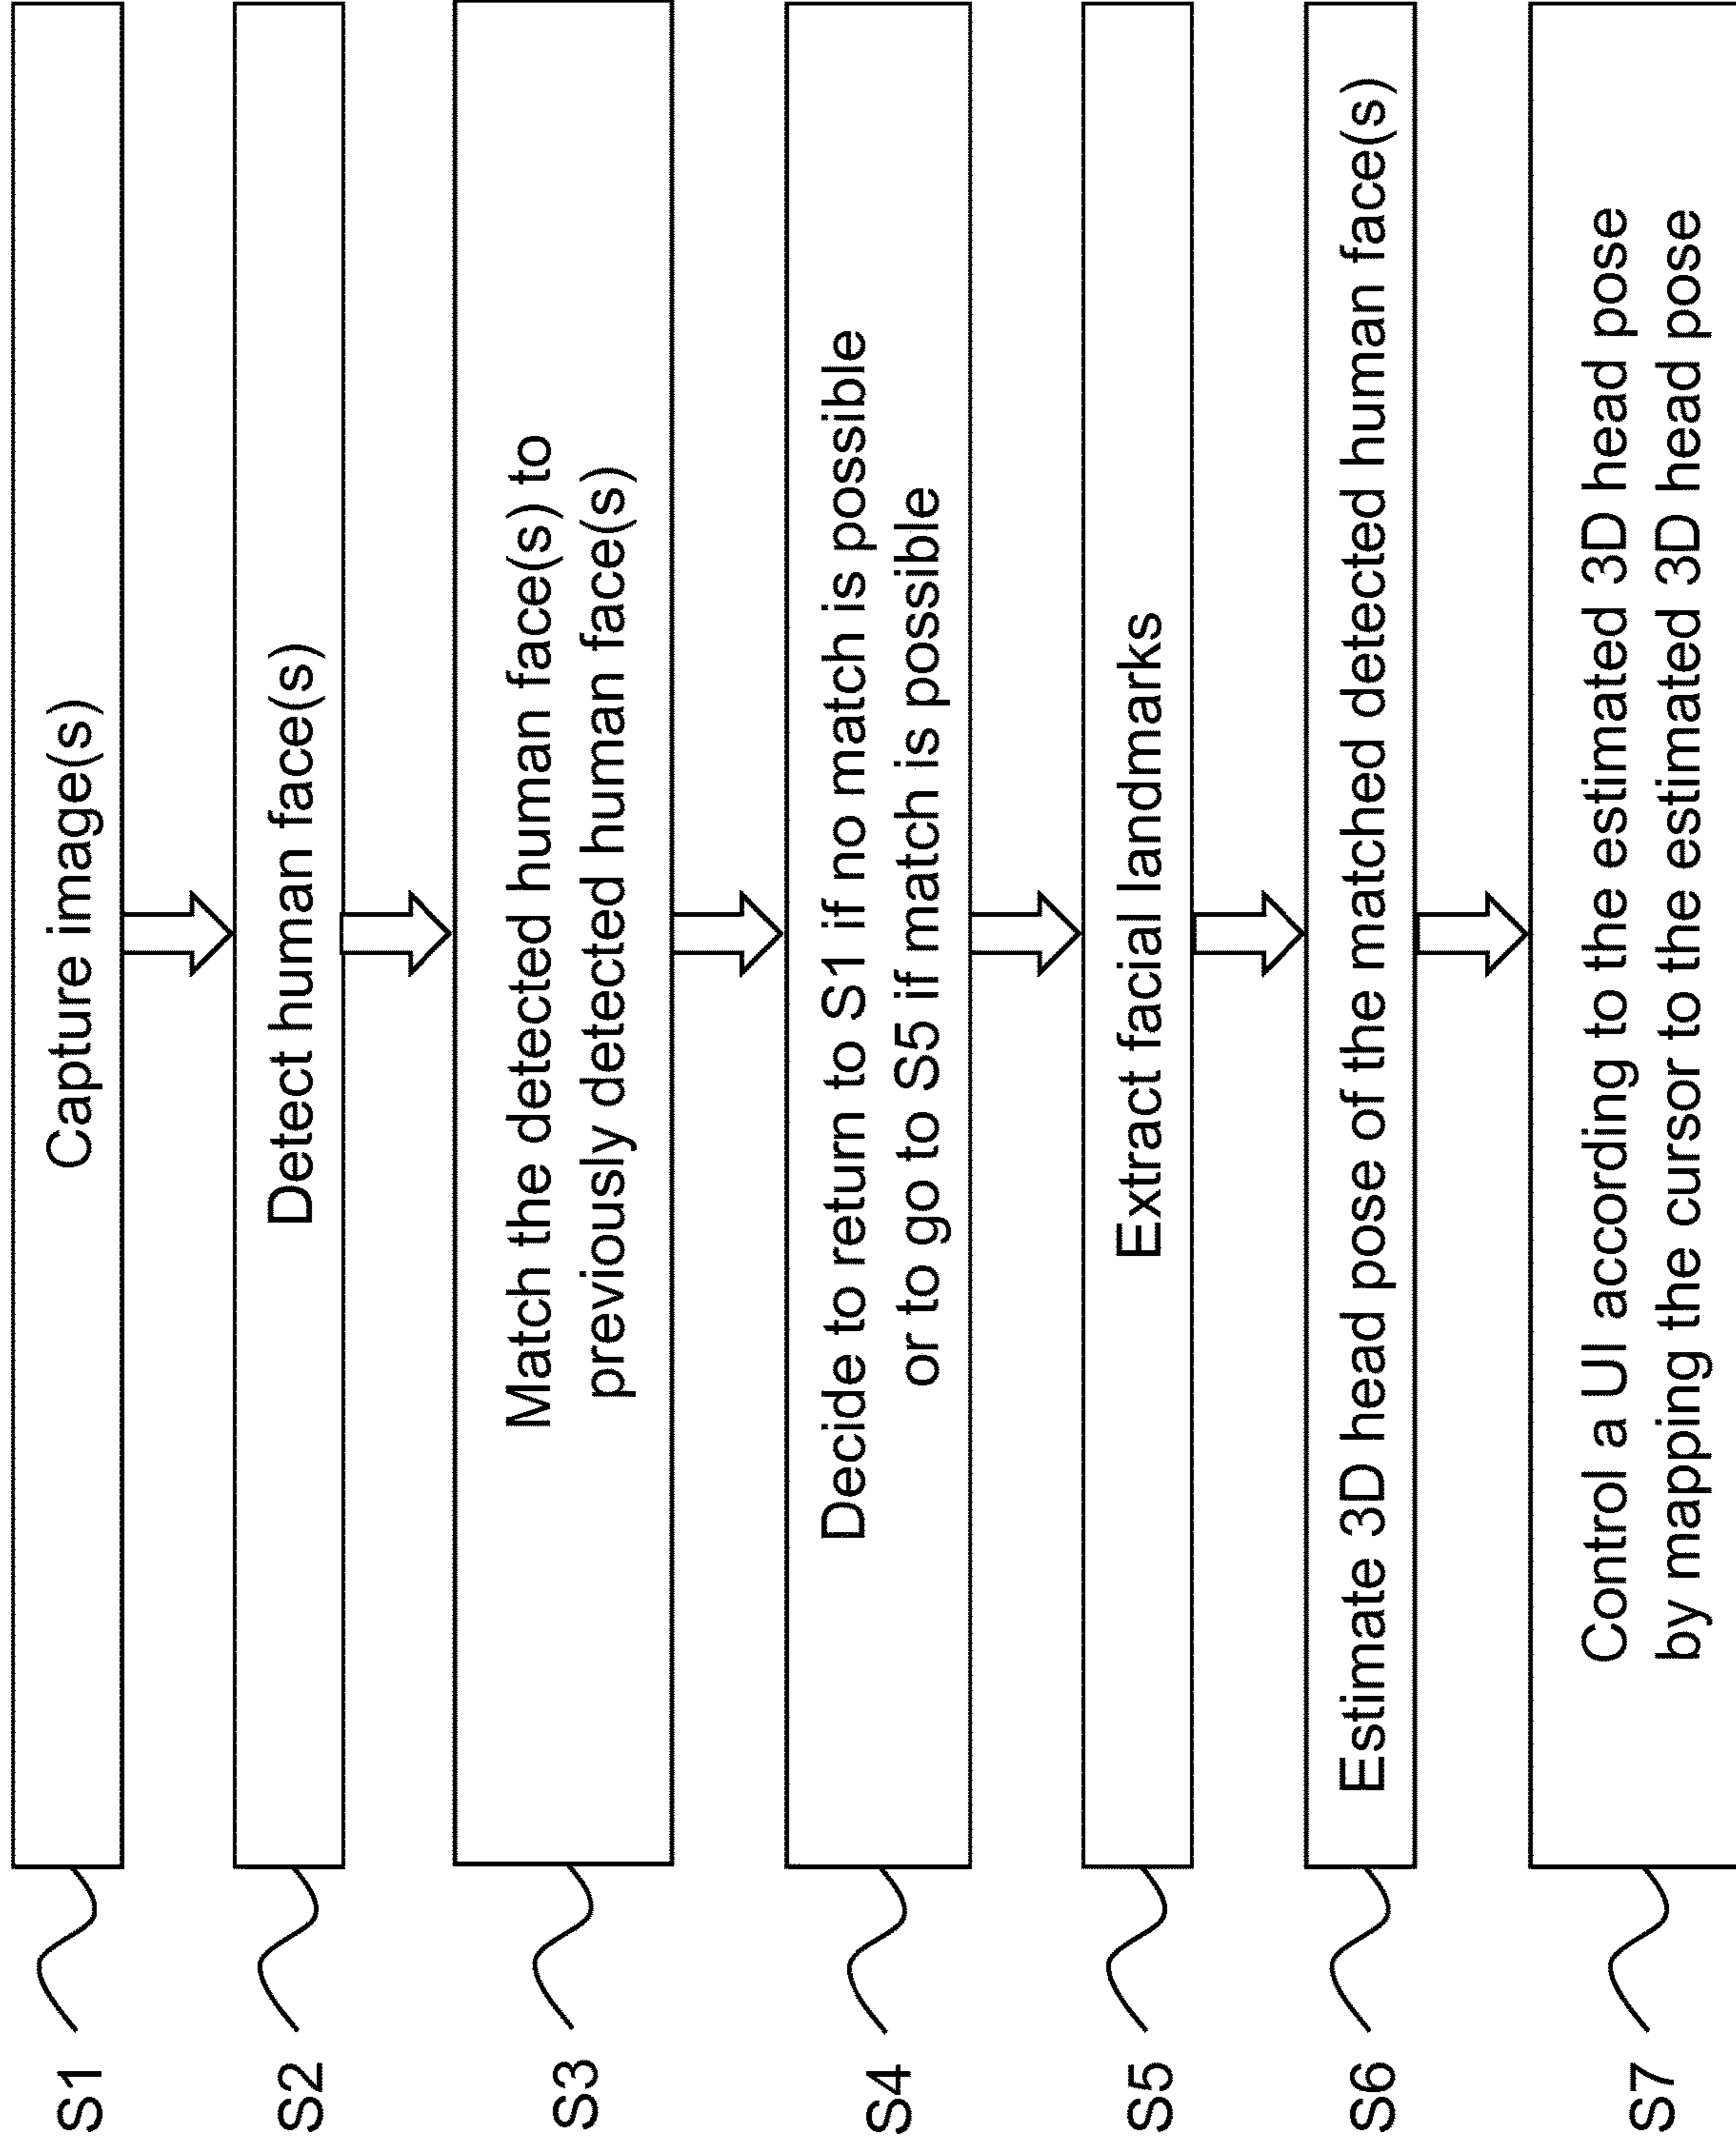 S1
Capture image(s)
S2
Detect human face(s)
S3
Match the detected human face(s) to
previously detected human face(s)
S4
Decide to return to S1 if no match is possible
or to go to S5 if match is possible
S5
Extract facial landmarks
S6
Estimate 3D head pose of the matched detected human face(s)
S7
Control a UI according to the estimated 3D head pose
by mapping the cursor to the estimated 3D head pose